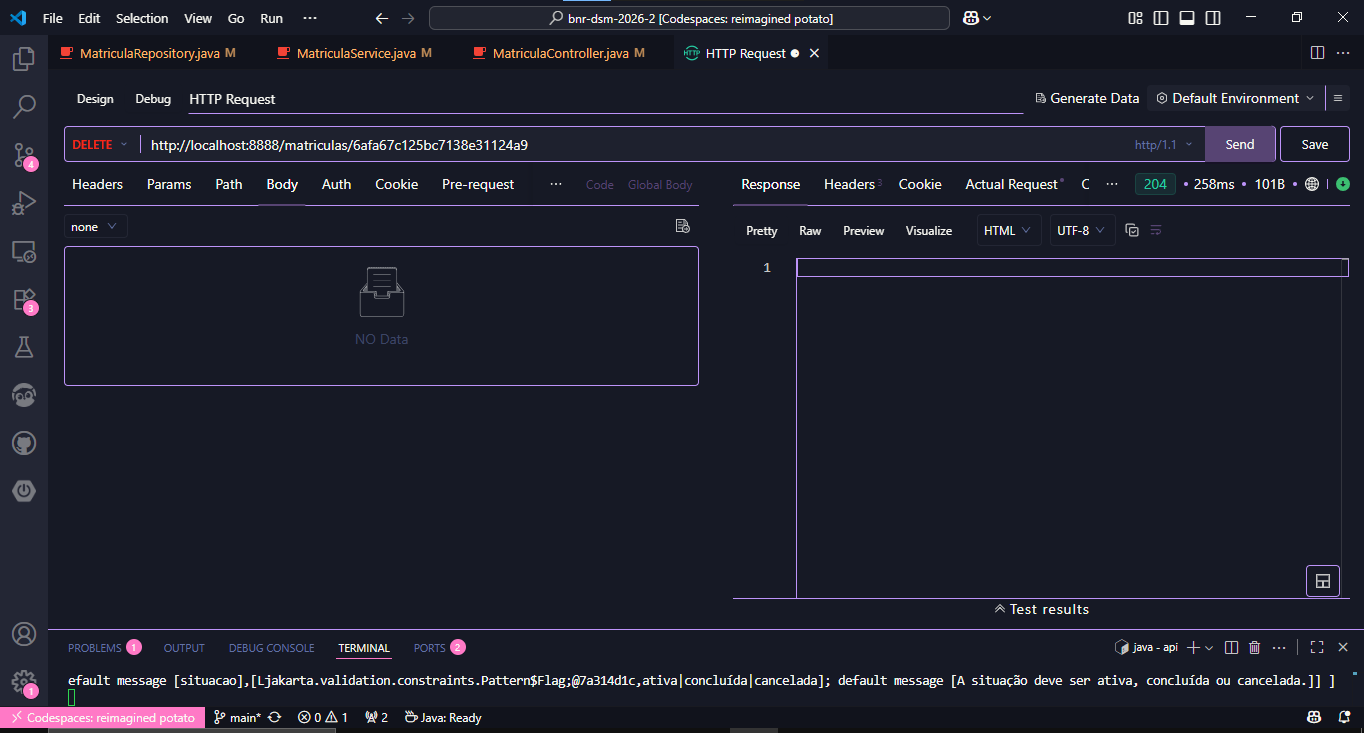 File Edit Selection View Go Run ··· bnr-dsm-2026-2 [Codespaces: reimagined potato]
MatriculaRepository.java M MatriculaService.java M MatriculaController.java M HTTP HTTP Request
Design Debug HTTP Request Generate Data Default Environment
DELETE http://localhost:8888/matriculas/6afa67c125bc7138e31124a9 http/1.1 Send Save
Headers Params Path Body Auth Cookie Pre-request ··· Code Global Body Response Headers 3 Cookie Actual Request C ··· 204 • 258ms • 101B
none Pretty Raw Preview Visualize HTML UTF-8
1
NO Data
4
3
Test results
PROBLEMS 1 OUTPUT DEBUG CONSOLE TERMINAL PORTS 2 java - api
efault message [situacao],[Ljakarta.validation.constraints.Pattern$Flag;@7a314d1c,ativa|concluída|cancelada]; default message [A situação deve ser ativa, concluída ou cancelada.]] ]
1
Codespaces: reimagined potato main* 0 1 2 Java: Ready